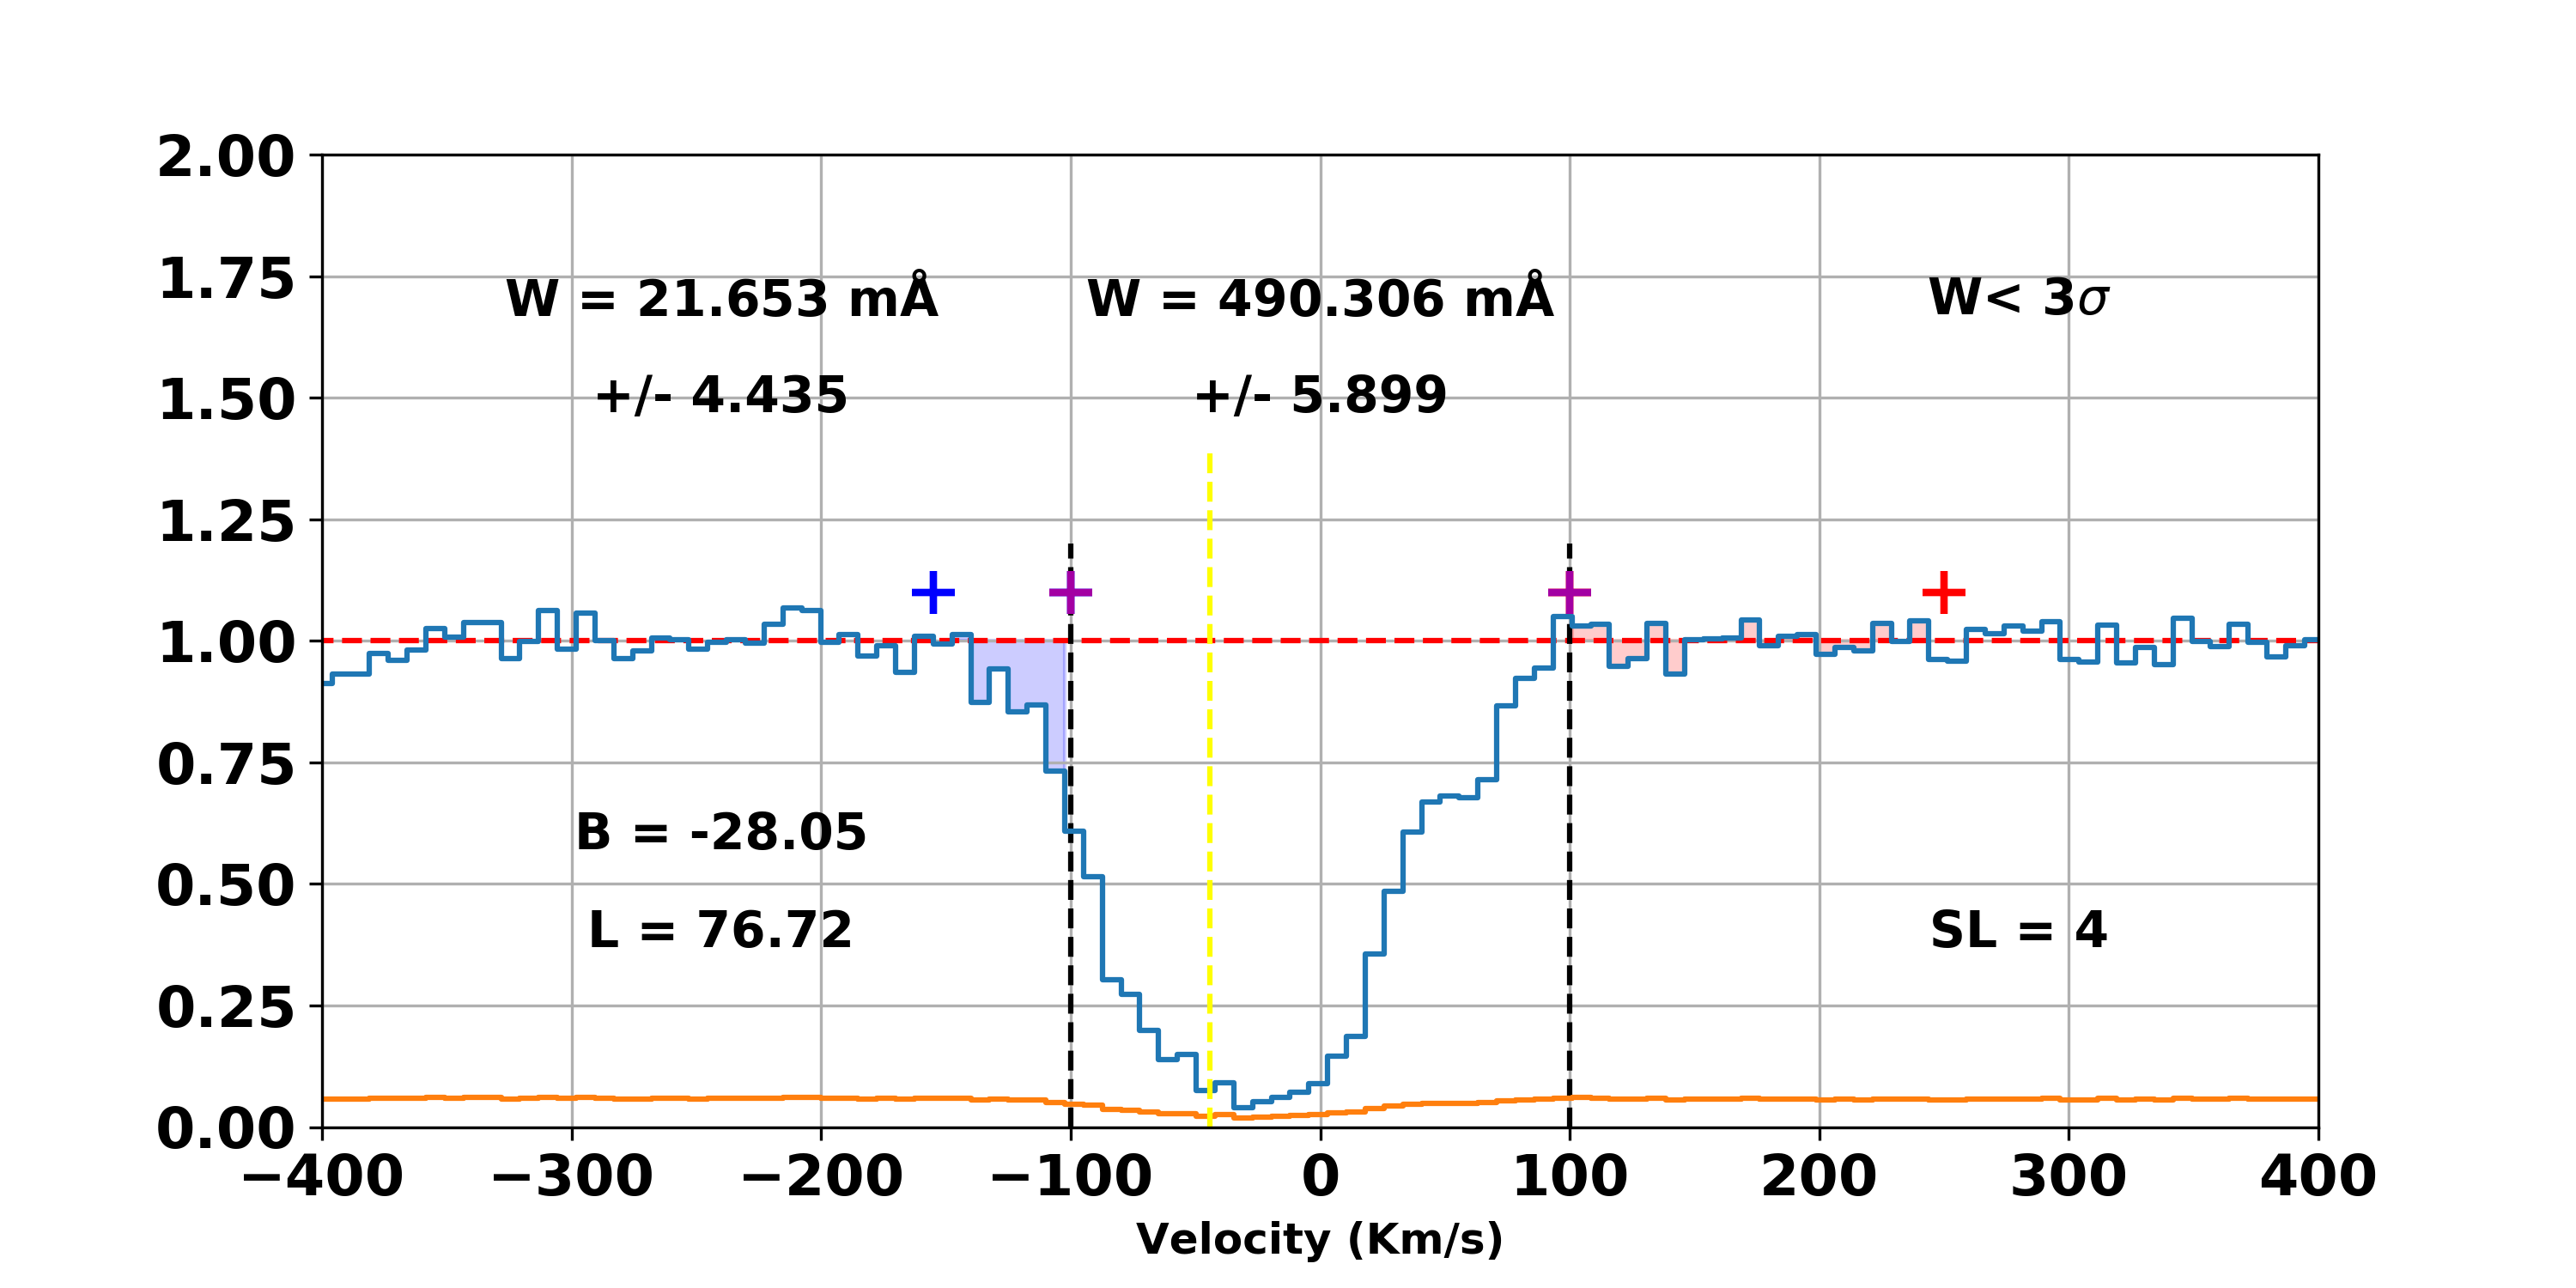 2.00
1.75
1.50
1.25
1.00
0.75
0.50
0.25
0.00
W = 21.653 mÅ
+/- 4.435
W = 490.306 mÅ
+/- 5.899
W< 3σ
B = -28.05
L = 76.72
SL = 4
−400 −300 −200 −100 0 100 200 300 400
Velocity (Km/s)